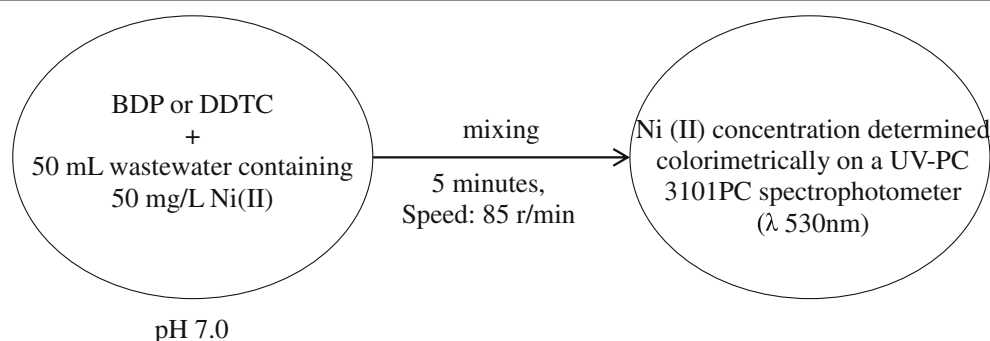 BDP or DDTC
+
50 mL wastewater containing
50 mg/L Ni(II)
pH 7.0
mixing
5 minutes,
Speed: 85 r/min
Ni (II) concentration determined
colorimetrically on a UV-PC
3101PC spectrophotometer
(λ 530nm)